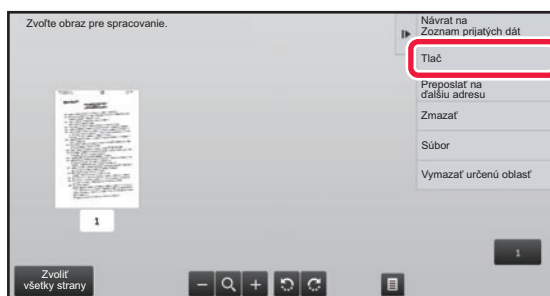 Zvoľte obraz pre spracovanie.
Návrat na
Zoznam prijatých dát
Tlač
Preposlať na
ďalšiu adresu
Zmazať
Súbor
Vymazať určenú oblasť
1
1
Zvoliť
všetky strany